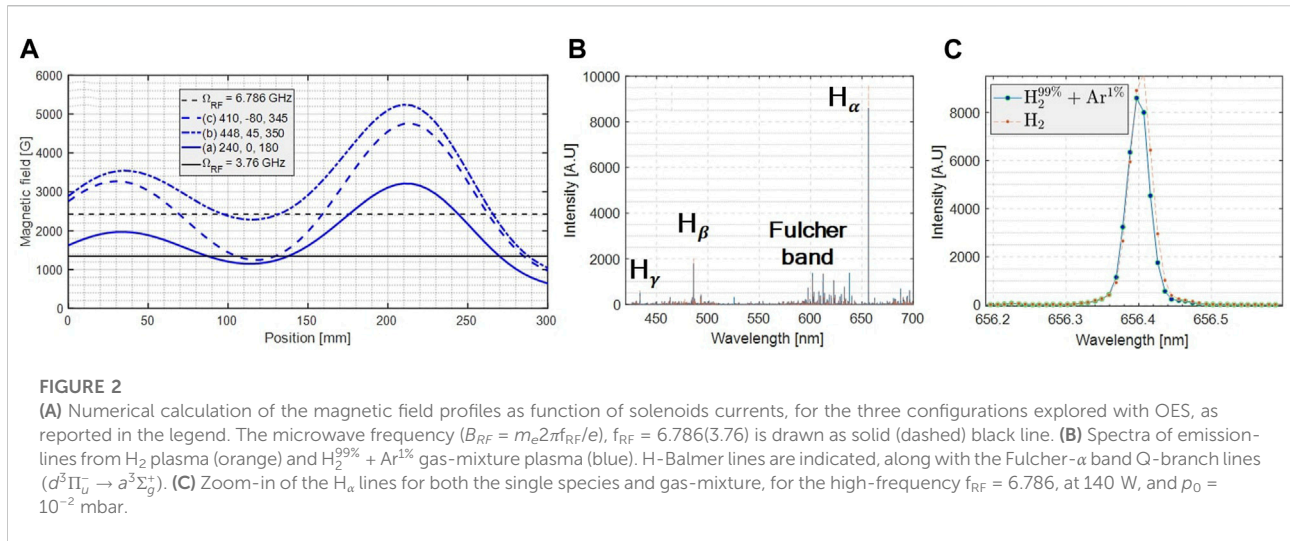 A
B
C
6000
5000
4000
3000
2000
1000
0
Magnetic field [G]
0
50
100
150
200
250
300
Position [mm]
Ω_RF = 6.786 GHz
(c) 410, -80, 345
(b) 448, 45, 350
(a) 240, 0, 180
Ω_RF = 3.76 GHz
10000
8000
6000
4000
2000
0
Intensity [A.U]
450
500
550
600
650
700
Wavelength [nm]
H_γ
H_β
Fulcher
band
H_α
8000
6000
4000
2000
0
Intensity [A.U]
656.2
656.3
656.4
656.5
Wavelength [nm]
H₂^99% + Ar^1%
H₂
FIGURE 2
(A) Numerical calculation of the magnetic field profiles as function of solenoids currents, for the three configurations explored with OES, as
reported in the legend. The microwave frequency (B_RF = m_e2πf_RF/e), f_RF = 6.786(3.76) is drawn as solid (dashed) black line. (B) Spectra of emission-
lines from H₂ plasma (orange) and H₂^99% + Ar^1% gas-mixture plasma (blue). H-Balmer lines are indicated, along with the Fulcher-α band Q-branch lines
(d³Π_u⁻ → a³Σ_g⁺). (C) Zoom-in of the H_α lines for both the single species and gas-mixture, for the high-frequency f_RF = 6.786, at 140 W, and p₀ =
10⁻² mbar.